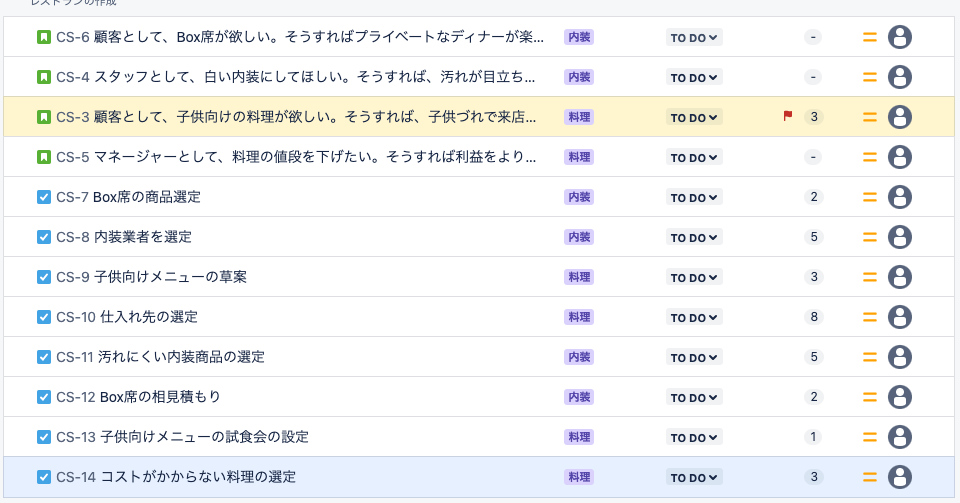 レストランの作成
CS-6 顧客として、Box席が欲しい。そうすればプライベートなディナーが楽... 内装 TO DO -
CS-4 スタッフとして、白い内装にしてほしい。そうすれば、汚れが目立ち... 内装 TO DO -
CS-3 顧客として、子供向けの料理が欲しい。そうすれば、子供づれで来店... 料理 TO DO 3
CS-5 マネージャーとして、料理の値段を下げたい。そうすれば利益をより... 料理 TO DO -
CS-7 Box席の商品選定 内装 TO DO 2
CS-8 内装業者を選定 内装 TO DO 5
CS-9 子供向けメニューの草案 料理 TO DO 3
CS-10 仕入れ先の選定 料理 TO DO 8
CS-11 汚れにくい内装商品の選定 内装 TO DO 5
CS-12 Box席の相見積もり 内装 TO DO 2
CS-13 子供向けメニューの試食会の設定 料理 TO DO 1
CS-14 コストがかからない料理の選定 料理 TO DO 3